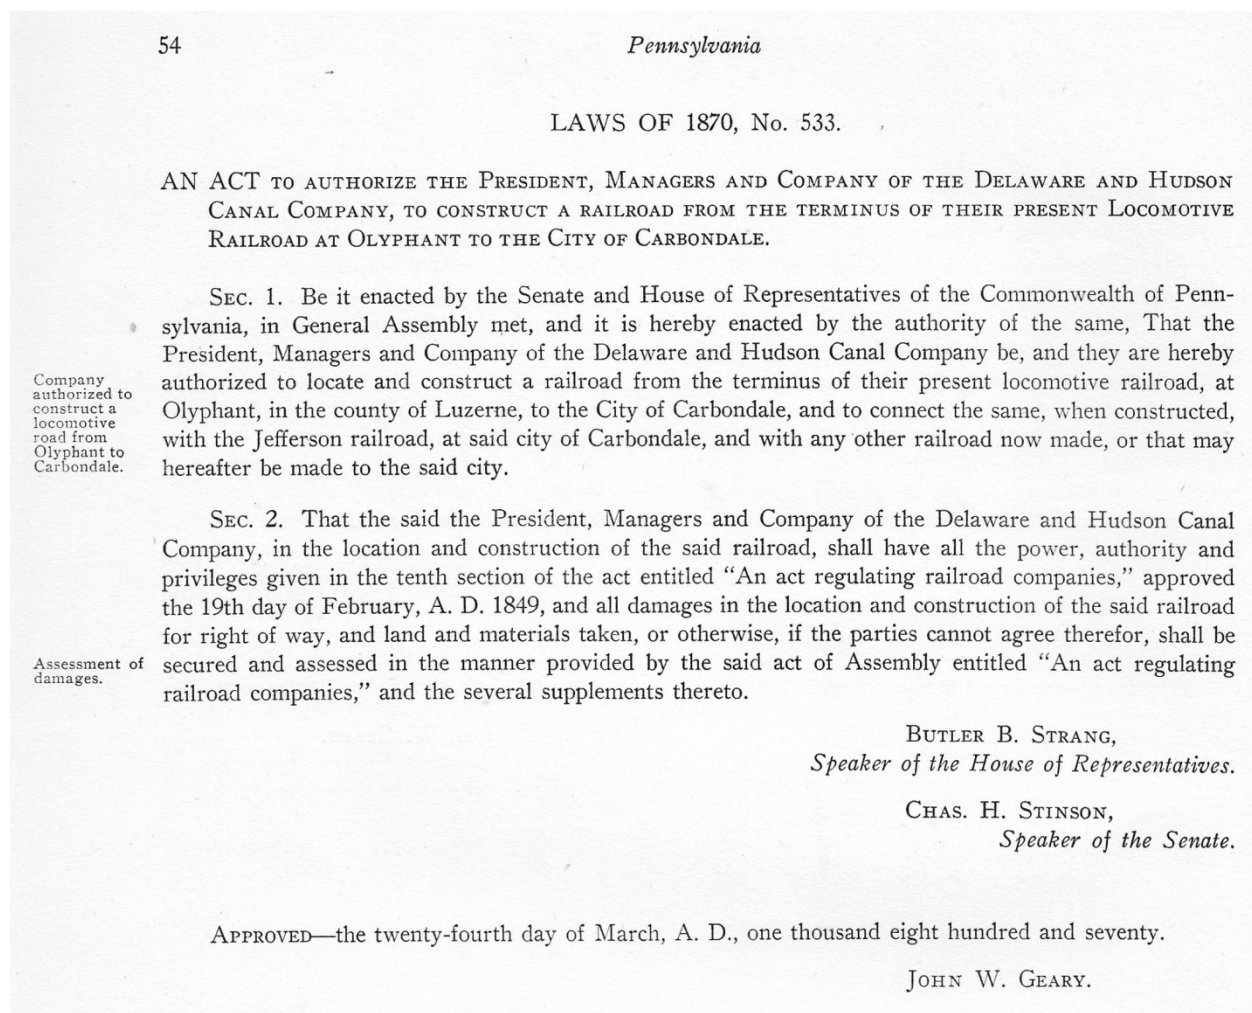 54 Pennsylvania
LAWS OF 1870, No. 533.
AN ACT TO AUTHORIZE THE PRESIDENT, MANAGERS AND COMPANY OF THE DELAWARE AND HUDSON
CANAL COMPANY, TO CONSTRUCT A RAILROAD FROM THE TERMINUS OF THEIR PRESENT LOCOMOTIVE
RAILROAD AT OLYPHANT TO THE CITY OF CARBONDALE.
SEC. 1. Be it enacted by the Senate and House of Representatives of the Commonwealth of Penn-
sylvania, in General Assembly met, and it is hereby enacted by the authority of the same, That the
President, Managers and Company of the Delaware and Hudson Canal Company be, and they are hereby
authorized to locate and construct a railroad from the terminus of their present locomotive railroad, at
Olyphant, in the county of Luzerne, to the City of Carbondale, and to connect the same, when constructed,
with the Jefferson railroad, at said city of Carbondale, and with any other railroad now made, or that may
hereafter be made to the said city.
Company
authorized to
construct a
locomotive
road from
Olyphant to
Carbondale.
SEC. 2. That the said the President, Managers and Company of the Delaware and Hudson Canal
Company, in the location and construction of the said railroad, shall have all the power, authority and
privileges given in the tenth section of the act entitled “An act regulating railroad companies,” approved
the 19th day of February, A. D. 1849, and all damages in the location and construction of the said railroad
for right of way, and land and materials taken, or otherwise, if the parties cannot agree therefor, shall be
secured and assessed in the manner provided by the said act of Assembly entitled “An act regulating
railroad companies,” and the several supplements thereto.
Assessment of
damages.
BUTLER B. STRANG,
Speaker of the House of Representatives.
CHAS. H. STINSON,
Speaker of the Senate.
APPROVED—the twenty-fourth day of March, A. D., one thousand eight hundred and seventy.
JOHN W. GEARY.